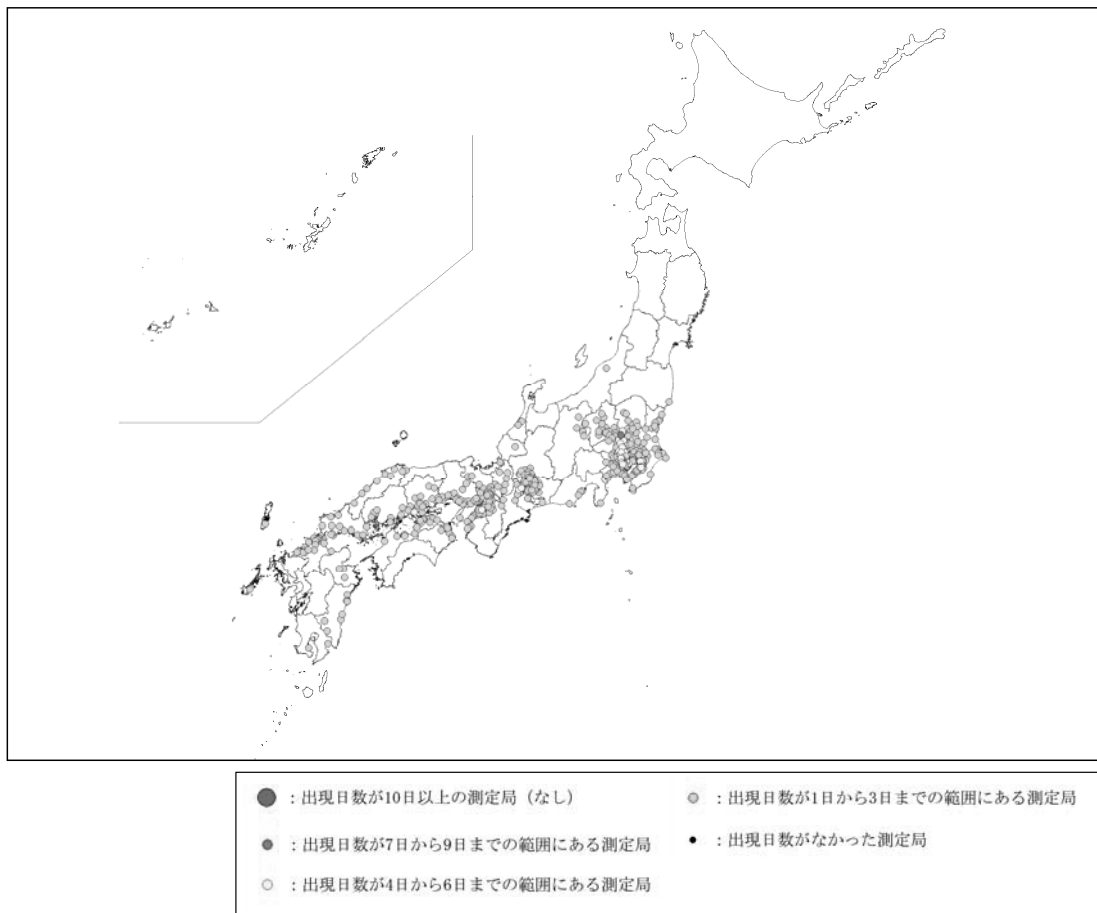 ：出現日数が10日以上の測定局（なし）
：出現日数が7日から9日までの範囲にある測定局
：出現日数が4日から6日までの範囲にある測定局
：出現日数が1日から3日までの範囲にある測定局
：出現日数がなかった測定局